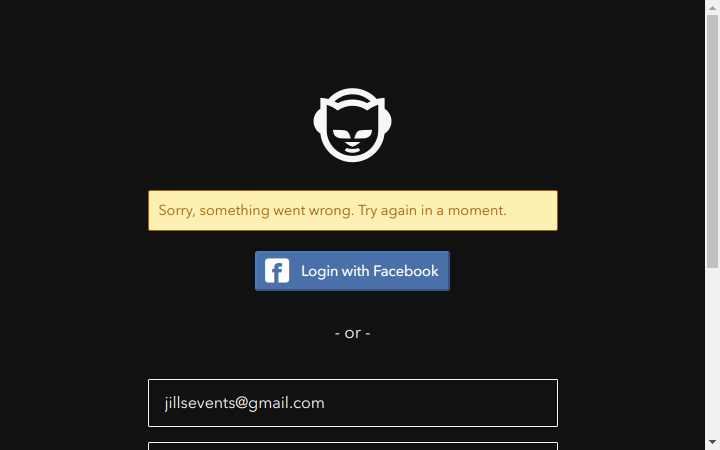 Sorry, something went wrong. Try again in a moment.
Login with Facebook
- or -
jillsevents@gmail.com